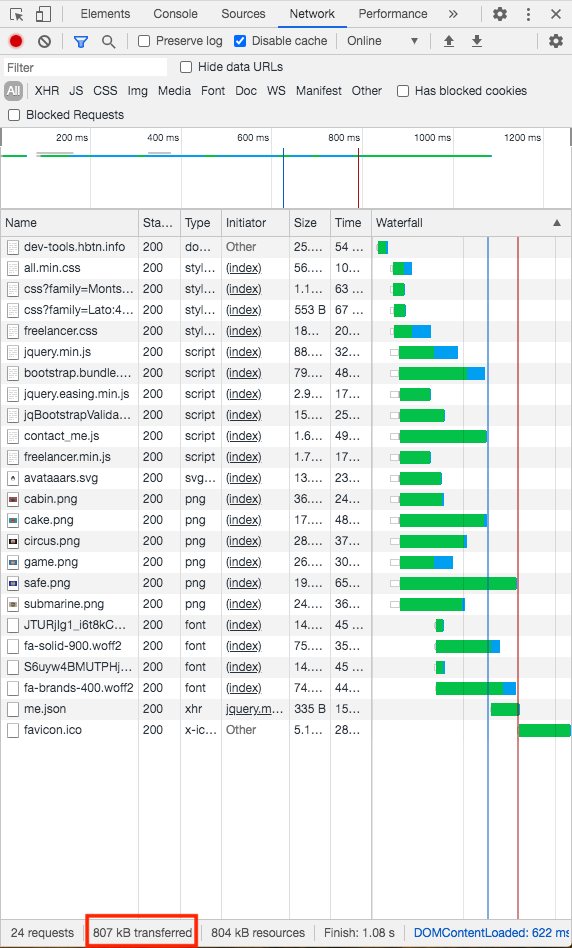 Elements Console Sources Network Performance »
Preserve log Disable cache Online
Filter Hide data URLs
All XHR JS CSS Img Media Font Doc WS Manifest Other Has blocked cookies
Blocked Requests
200 ms 400 ms 600 ms 800 ms 1000 ms 1200 ms
Name Sta... Type Initiator Size Time Waterfall
dev-tools.hbtn.info 200 do... Other 25.... 54 ...
all.min.css 200 styl... (index) 56.... 10...
css?family=Monts... 200 styl... (index) 1.1... 63 ...
css?family=Lato:4... 200 styl... (index) 553 B 67 ...
freelancer.css 200 styl... (index) 18... 20...
jquery.min.js 200 script (index) 88.... 32...
bootstrap.bundle.... 200 script (index) 79.... 48...
jquery.easing.min.js 200 script (index) 2.9... 17...
jqBootstrapValida... 200 script (index) 15.... 25...
contact_me.js 200 script (index) 1.6... 49...
freelancer.min.js 200 script (index) 1.7... 17...
avataaars.svg 200 svg... (index) 13.... 23...
cabin.png 200 png (index) 36.... 24...
cake.png 200 png (index) 17.... 48...
circus.png 200 png (index) 28.... 37...
game.png 200 png (index) 26.... 30...
safe.png 200 png (index) 19.... 65...
submarine.png 200 png (index) 24.... 36...
JTURjIg1_i6t8kC... 200 font (index) 14.... 45 ...
fa-solid-900.woff2 200 font (index) 75.... 35...
S6uyw4BMUTPHj... 200 font (index) 14.... 45 ...
fa-brands-400.woff2 200 font (index) 74.... 44...
me.json 200 xhr jquery.m... 335 B 15...
favicon.ico 200 x-ic... Other 5.1... 28...
24 requests 807 kB transferred 804 kB resources Finish: 1.08 s DOMContentLoaded: 622 ms